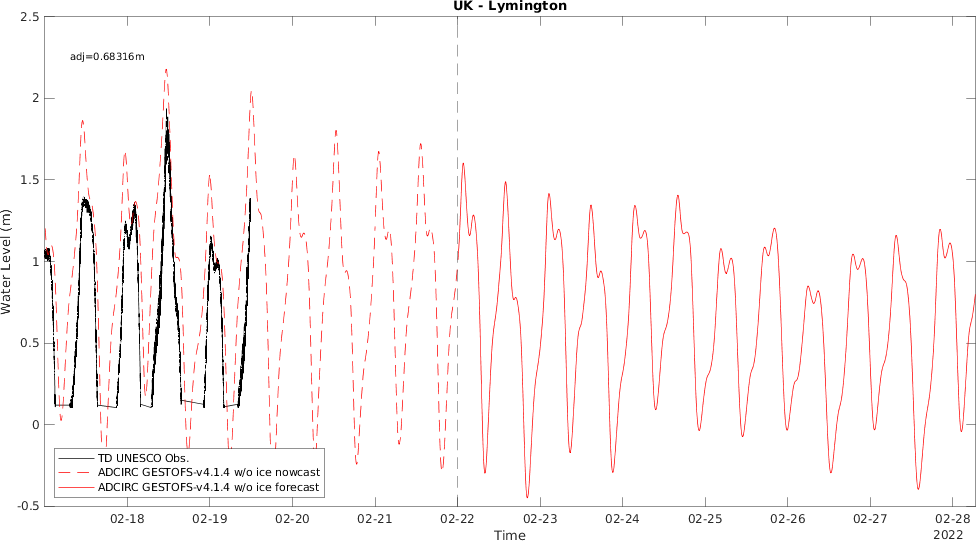 UK - Lymington
2.5
adj=0.68316m
2
1.5
1
0.5
0
-0.5
Water Level (m)
TD UNESCO Obs.
ADCIRC GESTOFS-v4.1.4 w/o ice nowcast
ADCIRC GESTOFS-v4.1.4 w/o ice forecast
02-18 02-19 02-20 02-21 02-22 02-23 02-24 02-25 02-26 02-27 02-28
Time
2022